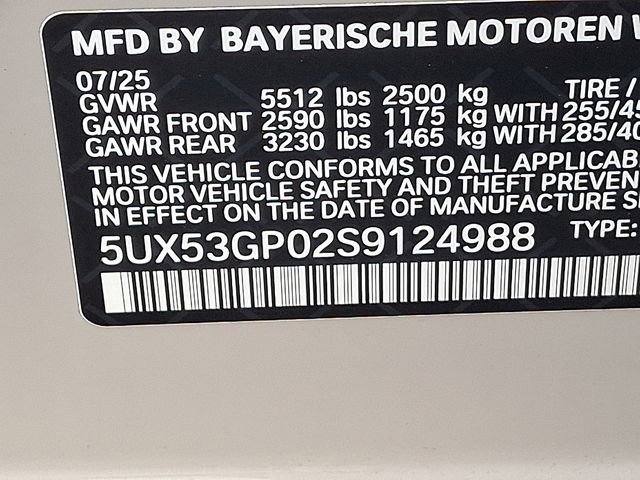 MFD BY BAYERISCHE MOTOREN
07/25
GVWR 5512 lbs 2500 kg TIRE /
GAWR FRONT 2590 lbs 1175 kg WITH 255/45
GAWR REAR 3230 lbs 1465 kg WITH 285/40
THIS VEHICLE CONFORMS TO ALL APPLICAB
MOTOR VEHICLE SAFETY AND THEFT PREVEN
IN EFFECT ON THE DATE OF MANUFACTURE S
5UX53GP02S9124988 TYPE: